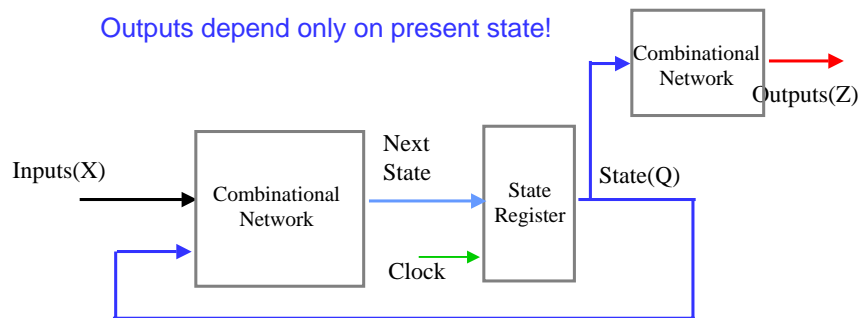 Outputs depend only on present state!
Combinational
Network
Outputs(Z)
Inputs(X)
Combinational
Network
Next
State
State
Register
State(Q)
Clock